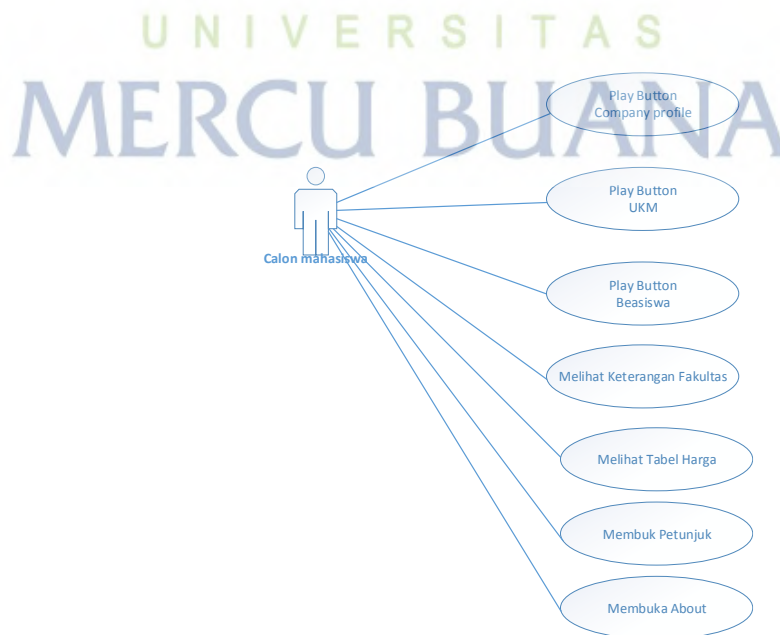 UNIVERSITAS
MERCU BUANA
Play Button
Company profile
Play Button
UKM
Calon mahasiswa
Play Button
Beasiswa
Melihat Keterangan Fakultas
Melihat Tabel Harga
Membuk Petunjuk
Membuka About